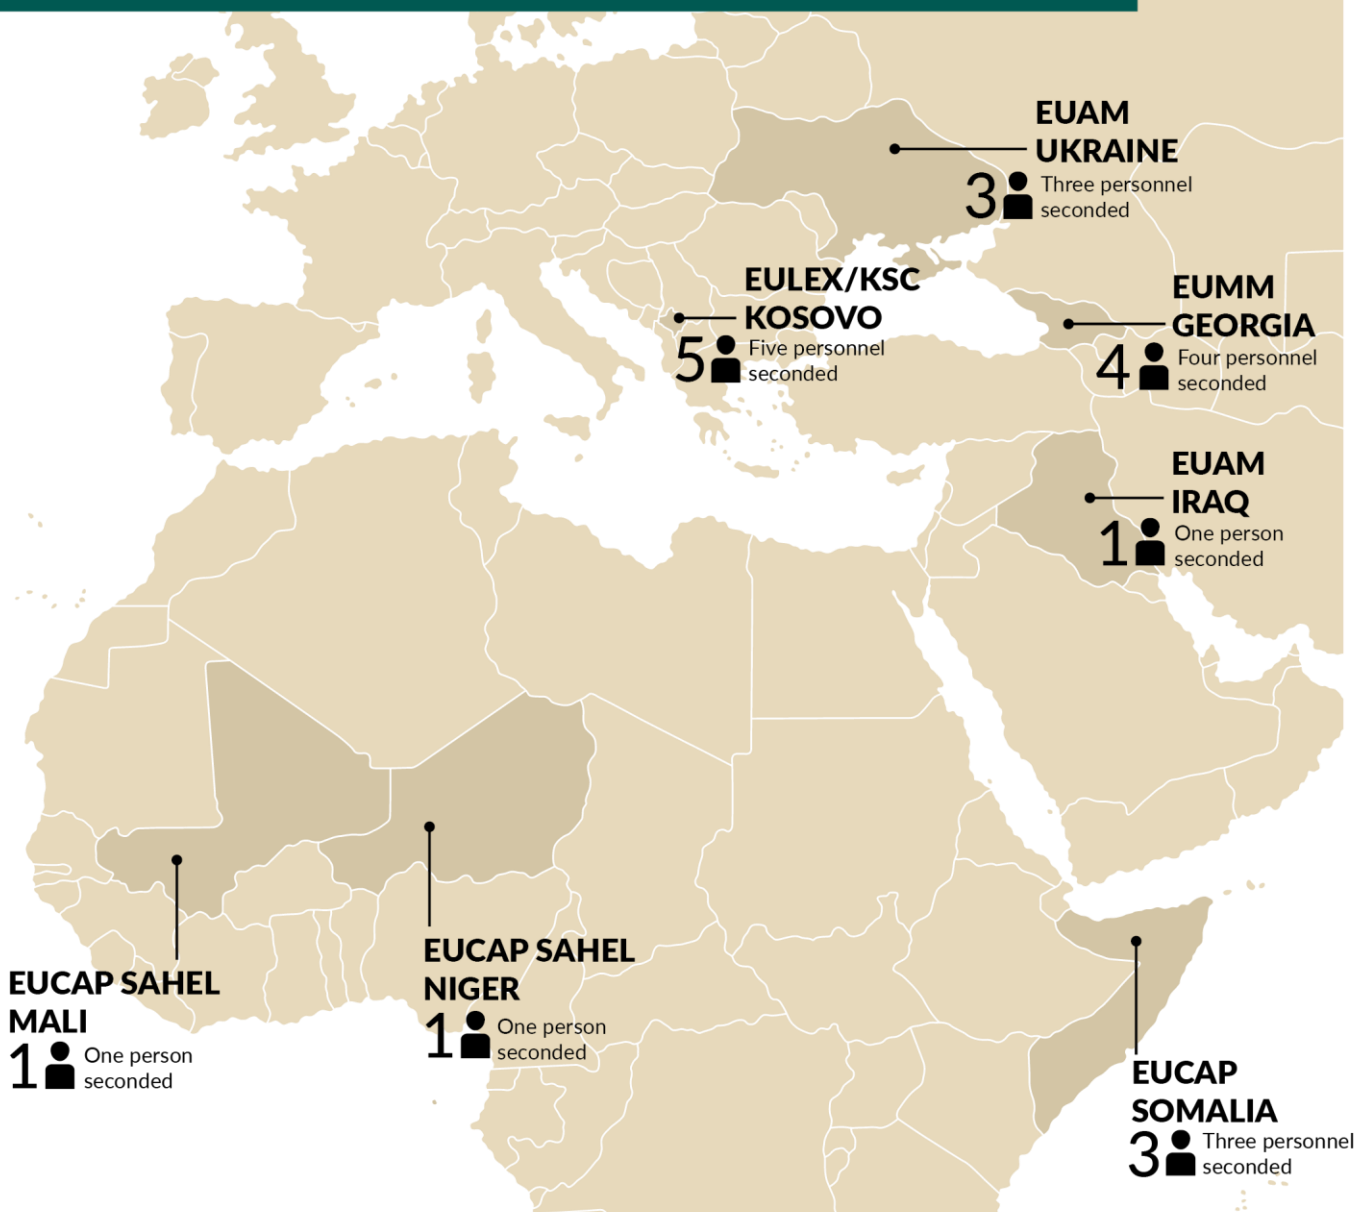 EUAM
UKRAINE
3 Three personnel
seconded
EULEX/KSC
KOSOVO
5 Five personnel
seconded
EUMM
GEORGIA
4 Four personnel
seconded
EUAM
IRAQ
1 One person
seconded
EUCAP SAHEL
NIGER
1 One person
seconded
EUCAP SAHEL
MALI
1 One person
seconded
EUCAP
SOMALIA
3 Three personnel
seconded